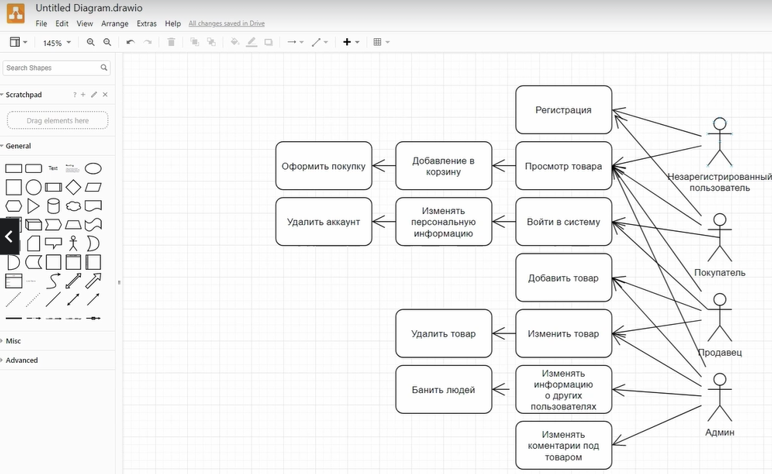 Untitled Diagram.drawio
File Edit View Arrange Extras Help All changes saved in Drive
145%
Search Shapes
Scratchpad
Drag elements here
General
Text
Misc
Advanced
Регистрация
Оформить покупку
Добавление в
корзину
Просмотр товара
Незарегистрированный
пользователь
Удалить аккаунт
Изменять
персональную
информацию
Войти в систему
Покупатель
Добавить товар
Удалить товар
Изменить товар
Продавец
Банить людей
Изменять
информацию
о других
пользователях
Админ
Изменять
коментарии под
товаром